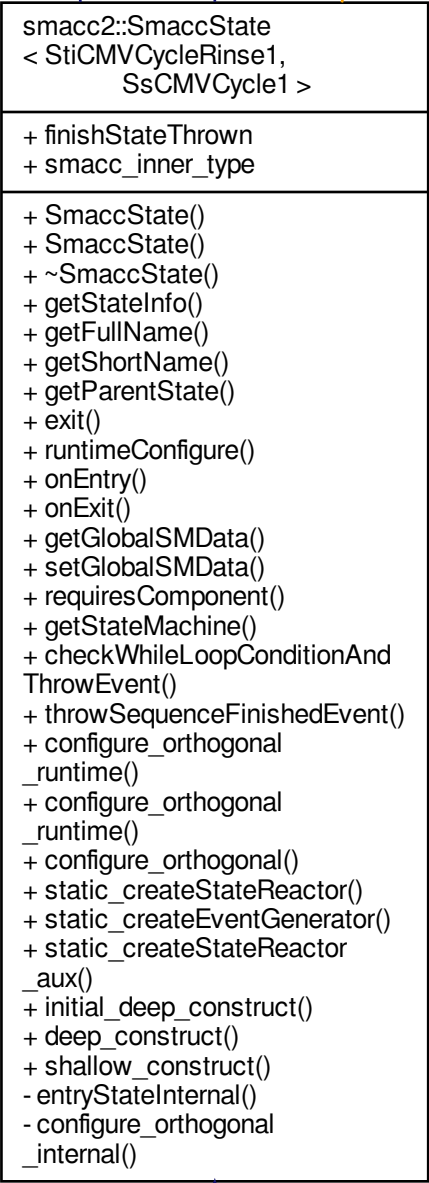 smacc2::SmaccState
< StiCMVCycleRinse1,
SsCMVCycle1 >
+ finishStateThrown
+ smacc_inner_type
+ SmaccState()
+ SmaccState()
+ ~SmaccState()
+ getStateInfo()
+ getFullName()
+ getShortName()
+ getParentState()
+ exit()
+ runtimeConfigure()
+ onEntry()
+ onExit()
+ getGlobalSMData()
+ setGlobalSMData()
+ requiresComponent()
+ getStateMachine()
+ checkWhileLoopConditionAnd
ThrowEvent()
+ throwSequenceFinishedEvent()
+ configure_orthogonal
_runtime()
+ configure_orthogonal
_runtime()
+ configure_orthogonal()
+ static_createStateReactor()
+ static_createEventGenerator()
+ static_createStateReactor
_aux()
+ initial_deep_construct()
+ deep_construct()
+ shallow_construct()
- entryStateInternal()
- configure_orthogonal
_internal()